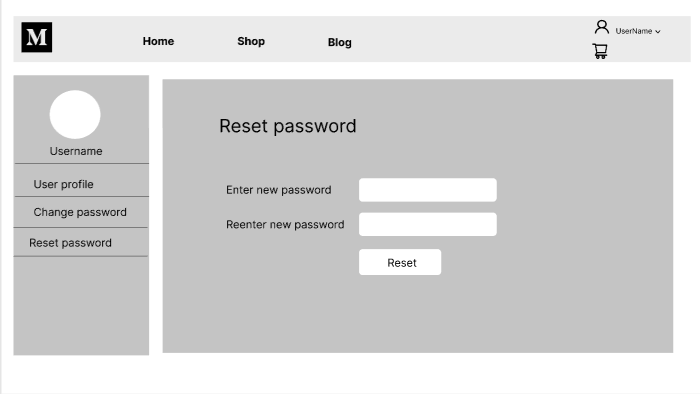 M
Home Shop Blog
UserName
Username
User profile
Change password
Reset password
Reset password
Enter new password
Reenter new password
Reset